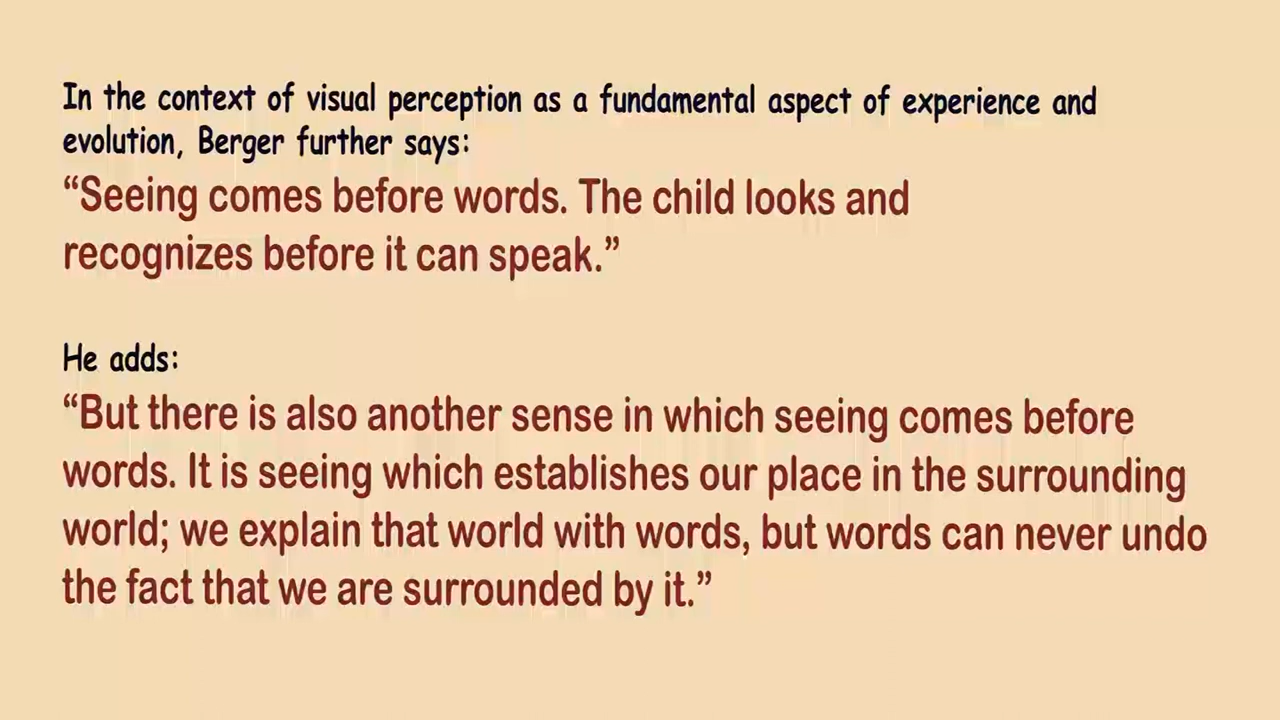 In the context of visual perception as a fundamental aspect of experience and
evolution, Berger further says:
“Seeing comes before words. The child looks and
recognizes before it can speak.”
He adds:
“But there is also another sense in which seeing comes before
words. It is seeing which establishes our place in the surrounding
world; we explain that world with words, but words can never undo
the fact that we are surrounded by it.”